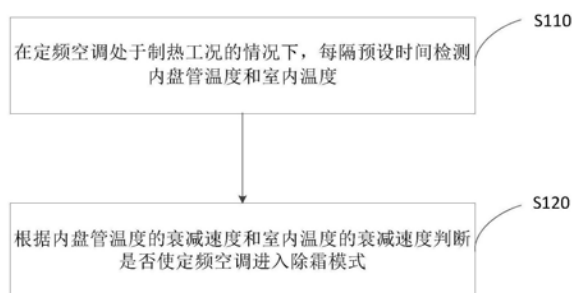 S110
在定频空调处于制热工况的情况下，每隔预设时间检测
内盘管温度和室内温度
S120
根据内盘管温度的衰减速度和室内温度的衰减速度判断
是否使定频空调进入除霜模式